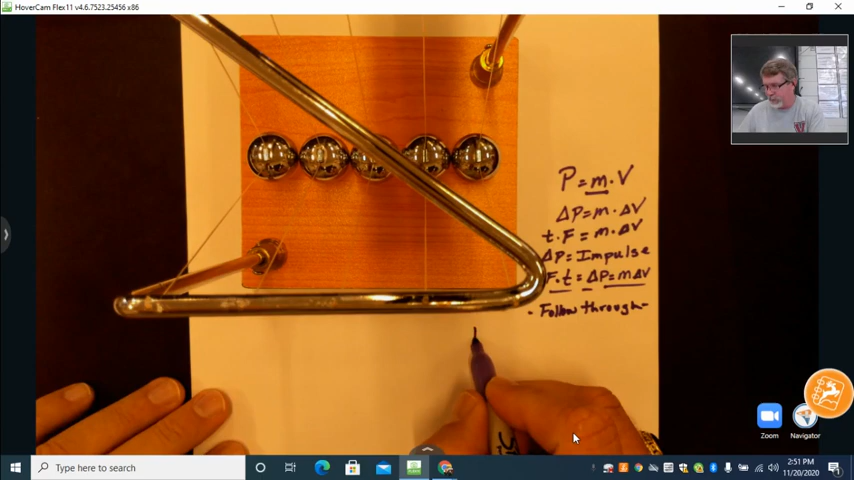 HoverCam Flex11 v4.6.7523.25456 x86
P = m · V
ΔP = m · ΔV
t · F = m · ΔV
ΔP = Impulse
F · t = ΔP = mΔV
- Follow through -
Zoom
Navigator
Type here to search
2:51 PM
11/20/2020